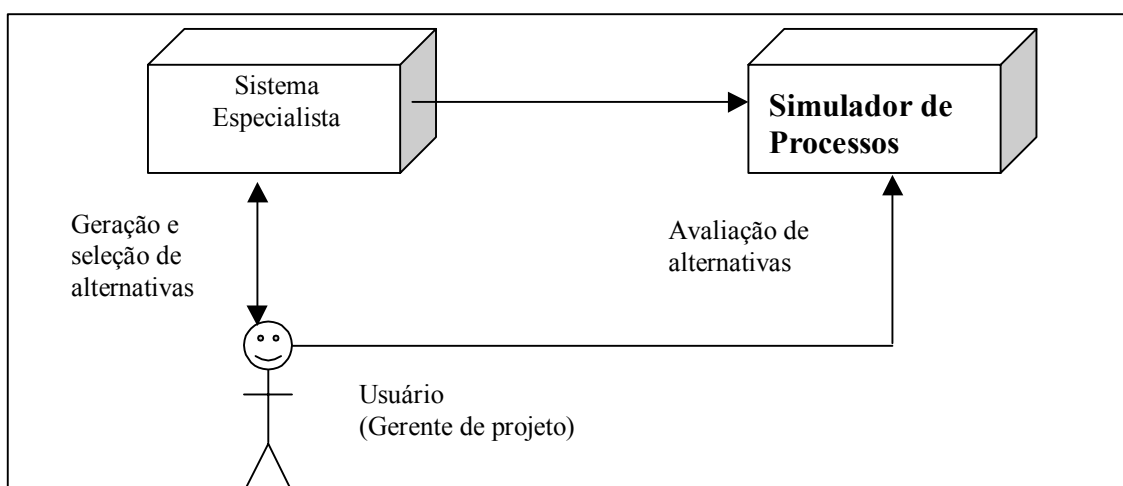 Sistema
Especialista
Simulador de
Processos
Geração e
seleção de
alternativas
Avaliação de
alternativas
Usuário
(Gerente de projeto)